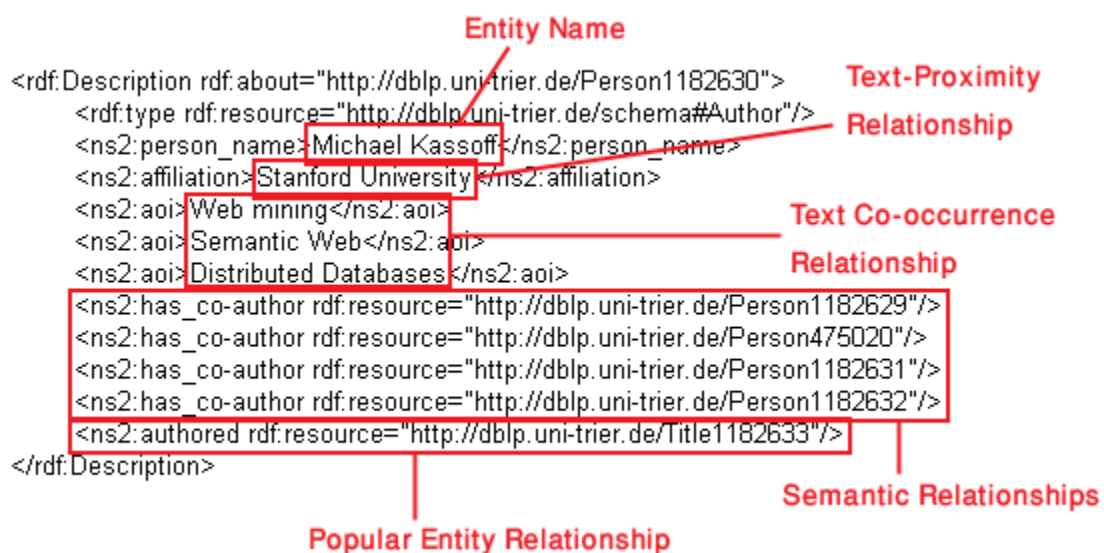 Entity Name
<rdf:Description rdf:about="http://dblp.uni-trier.de/Person1182630">
Text-Proximity
<rdf:type rdf:resource="http://dblp.uni-trier.de/schema#Author"/>
Relationship
<ns2:person_name>Michael Kassoff</ns2:person_name>
<ns2:affiliation>Stanford University </ns2:affiliation>
<ns2:aoi>Web mining</ns2:aoi>
Text Co-occurrence
<ns2:aoi>Semantic Web</ns2:aoi>
Relationship
<ns2:aoi>Distributed Databases</ns2:aoi>
<ns2:has_co-author rdf:resource="http://dblp.uni-trier.de/Person1182629"/>
<ns2:has_co-author rdf:resource="http://dblp.uni-trier.de/Person475020"/>
<ns2:has_co-author rdf:resource="http://dblp.uni-trier.de/Person1182631"/>
<ns2:has_co-author rdf:resource="http://dblp.uni-trier.de/Person1182632"/>
<ns2:authored rdf:resource="http://dblp.uni-trier.de/Title1182633"/>
</rdf:Description>
Semantic Relationships
Popular Entity Relationship